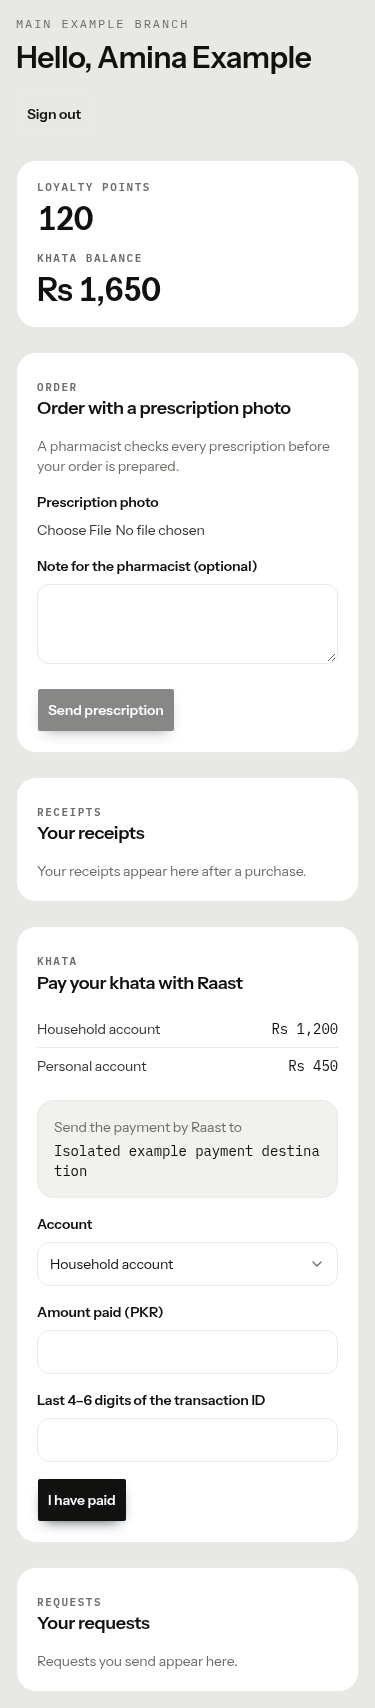 MAIN EXAMPLE BRANCH
Hello, Amina Example
Sign out
LOYALTY POINTS
120
KHATA BALANCE
Rs 1,650
ORDER
Order with a prescription photo
A pharmacist checks every prescription before
your order is prepared.
Prescription photo
Choose File No file chosen
Note for the pharmacist (optional)
Send prescription
RECEIPTS
Your receipts
Your receipts appear here after a purchase.
KHATA
Pay your khata with Raast
Household account Rs 1,200
Personal account Rs 450
Send the payment by Raast to
Isolated example payment destina
tion
Account
Household account
Amount paid (PKR)
Last 4–6 digits of the transaction ID
I have paid
REQUESTS
Your requests
Requests you send appear here.